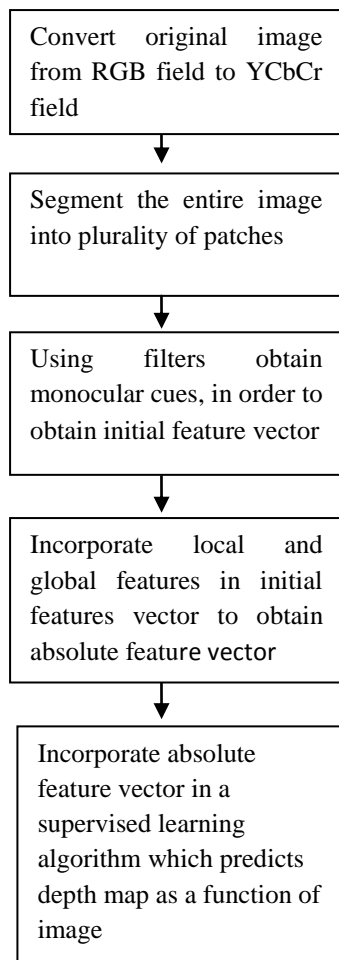 Convert original image
from RGB field to YCbCr
field
Segment the entire image
into plurality of patches
Using filters obtain
monocular cues, in order to
obtain initial feature vector
Incorporate local and
global features in initial
features vector to obtain
absolute feature vector
Incorporate absolute
feature vector in a
supervised learning
algorithm which predicts
depth map as a function of
image